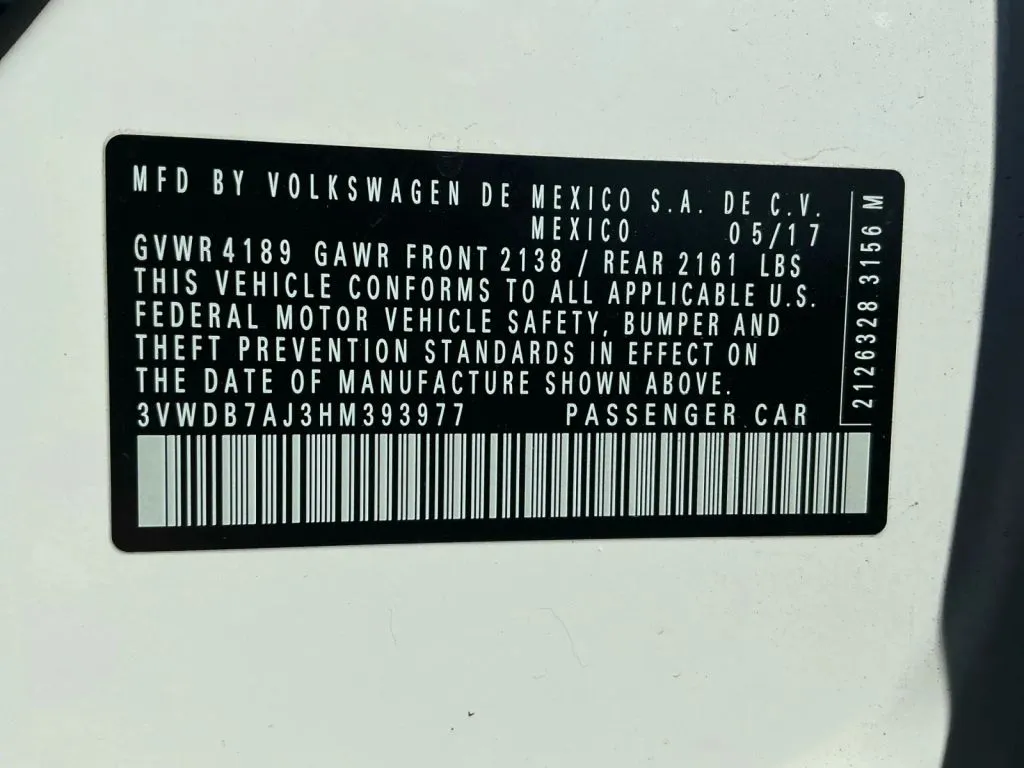 MFD BY VOLKSWAGEN DE MEXICO S.A. DE C.V.
MEXICO 05/17
GVWR 4189 GAWR FRONT 2138 / REAR 2161 LBS
THIS VEHICLE CONFORMS TO ALL APPLICABLE U.S.
FEDERAL MOTOR VEHICLE SAFETY, BUMPER AND
THEFT PREVENTION STANDARDS IN EFFECT ON
THE DATE OF MANUFACTURE SHOWN ABOVE.
3VWDB7AJ3HM393977 PASSENGER CAR
2126328 3156 M